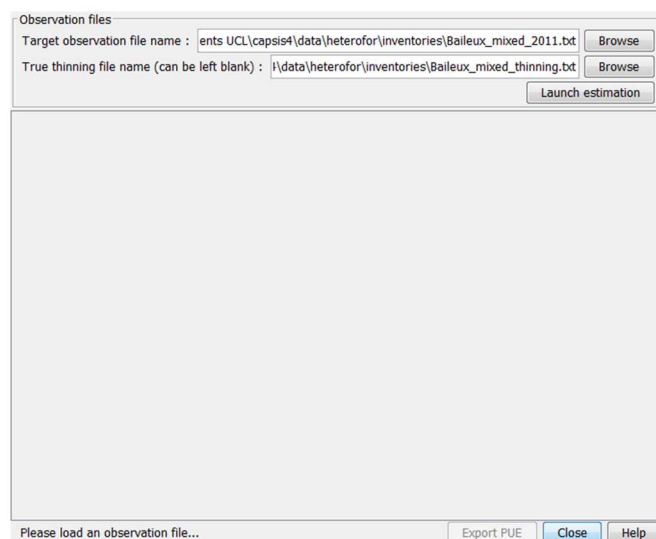 Observation files
Target observation file name : ents UCL\capsis4\data\heterofor\inventories\Baileux_mixed_2011.txt Browse
True thinning file name (can be left blank) : \data\heterofor\inventories\Baileux_mixed_thinning.txt Browse
Launch estimation
Please load an observation file... Export PUE Close Help